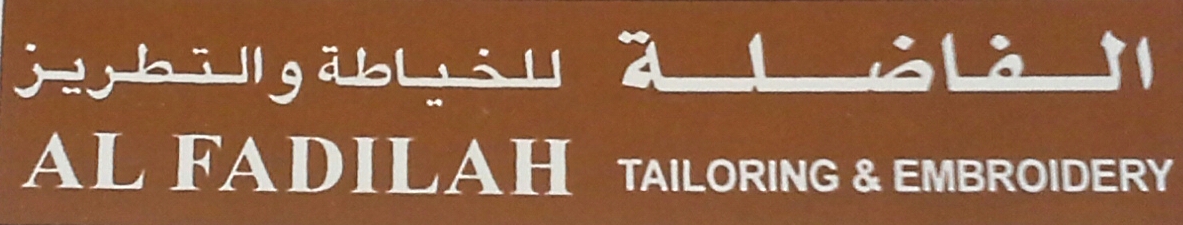 الفاضلة للخياطة والتطريز
AL FADILAH TAILORING & EMBROIDERY